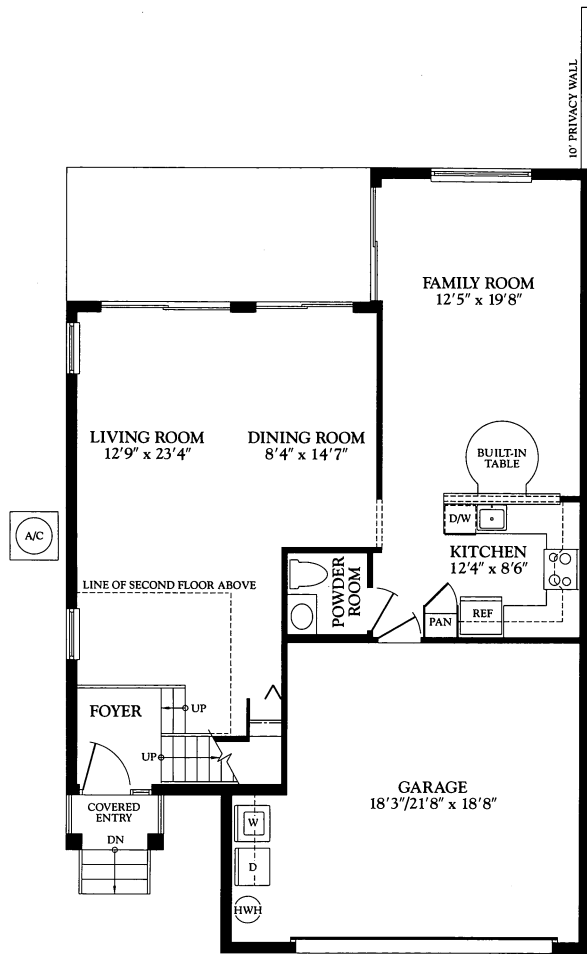 10' PRIVACY WALL
FAMILY ROOM
12'5" x 19'8"
LIVING ROOM
12'9" x 23'4"
DINING ROOM
8'4" x 14'7"
BUILT-IN
TABLE
A/C
D/W
KITCHEN
12'4" x 8'6"
POWDER
ROOM
LINE OF SECOND FLOOR ABOVE
PAN
REF
FOYER
UP
UP
COVERED
ENTRY
DN
GARAGE
18'3"/21'8" x 18'8"
W
D
HWH